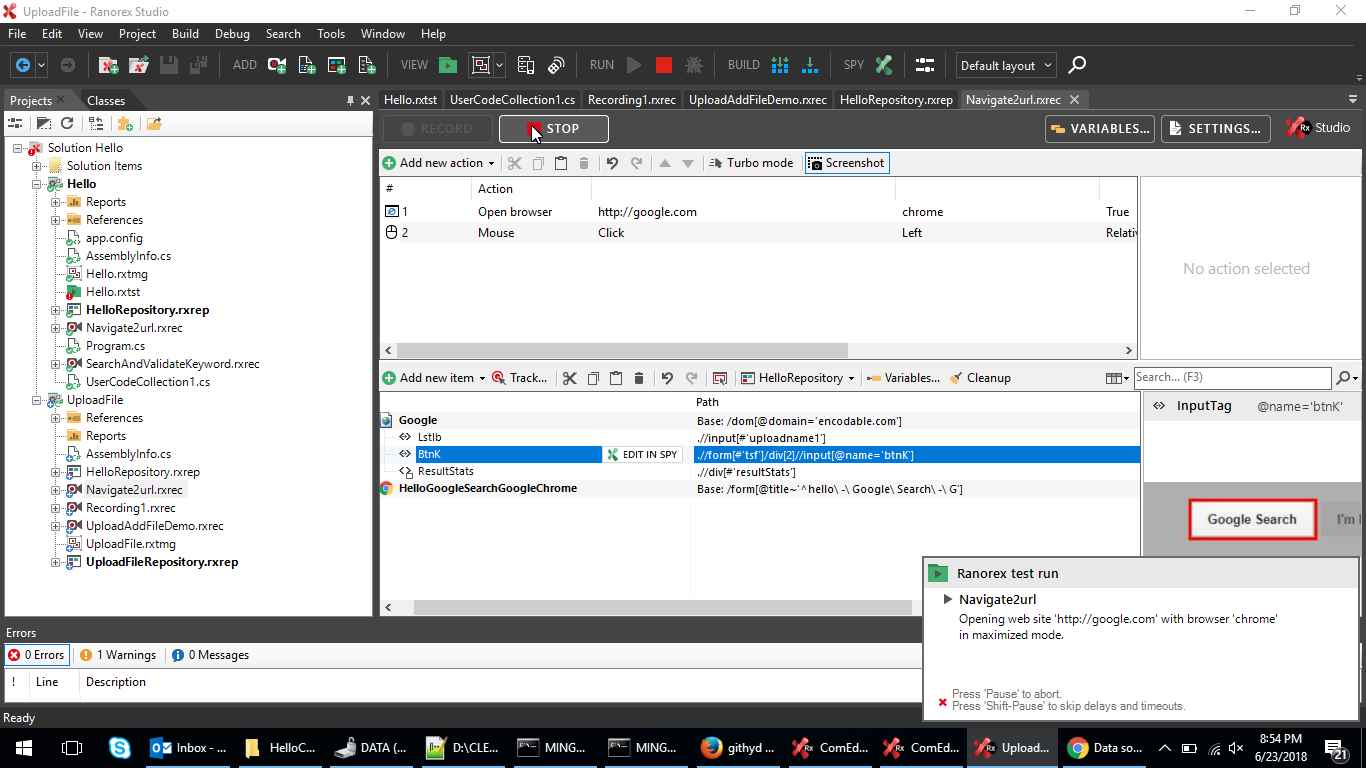 UploadFile - Ranorex Studio
File Edit View Project Build Debug Search Tools Window Help
ADD VIEW RUN BUILD SPY Default layout
Projects Classes
Hello.rxtst UserCodeCollection1.cs Recording1.rxrec UploadAddFileDemo.rxrec HelloRepository.rxrep Navigate2url.rxrec
RECORD STOP VARIABLES... SETTINGS... Rx Studio
Add new action Turbo mode Screenshot
# Action
1 Open browser http://google.com chrome True
2 Mouse Click Left Relativ
No action selected
Solution Hello
Solution Items
Hello
Reports
References
app.config
AssemblyInfo.cs
Hello.rxtmg
Hello.rxtst
HelloRepository.rxrep
Navigate2url.rxrec
Program.cs
SearchAndValidateKeyword.rxrec
UserCodeCollection1.cs
UploadFile
References
Reports
AssemblyInfo.cs
HelloRepository.rxrep
Navigate2url.rxrec
Recording1.rxrec
UploadAddFileDemo.rxrec
UploadFile.rxtmg
UploadFileRepository.rxrep
Add new item Track... HelloRepository Variables... Cleanup Search... (F3)
Path
Google Base: /dom[@domain='encodable.com']
LstIb .//input[#'uploadname1']
BtnK EDIT IN SPY .//form[#'tsf']/div[2]//input[@name='btnK']
ResultStats .//div[#'resultStats']
HelloGoogleSearchGoogleChrome Base: /form[@title~'^hello\ -\ Google\ Search\ -\ G']
InputTag @name='btnK'
Google Search I'm
Ranorex test run
Navigate2url
Opening web site 'http://google.com' with browser 'chrome'
in maximized mode.
Press 'Pause' to abort.
Press 'Shift-Pause' to skip delays and timeouts.
Errors
0 Errors 1 Warnings 0 Messages
! Line Description
Ready
Inbox - ... HelloC... DATA (... D:\CLE... MING... MING... githyd ... ComEd... ComEd... Upload... Data so...
8:54 PM
6/23/2018
21